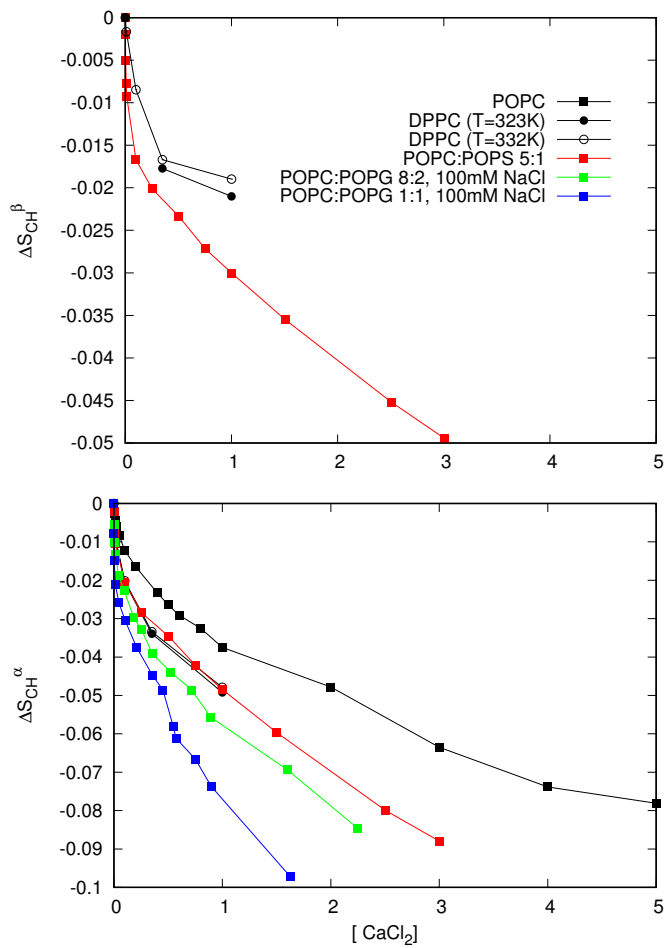 0
-0.005
-0.01
-0.015
-0.02
-0.025
-0.03
-0.035
-0.04
-0.045
-0.05
ΔS_CH^β
POPC
DPPC (T=323K)
DPPC (T=332K)
POPC:POPS 5:1
POPC:POPG 8:2, 100mM NaCl
POPC:POPG 1:1, 100mM NaCl
0 1 2 3 4 5
0
-0.01
-0.02
-0.03
-0.04
-0.05
-0.06
-0.07
-0.08
-0.09
-0.1
ΔS_CH^α
0 1 2 3 4 5
[ CaCl₂]